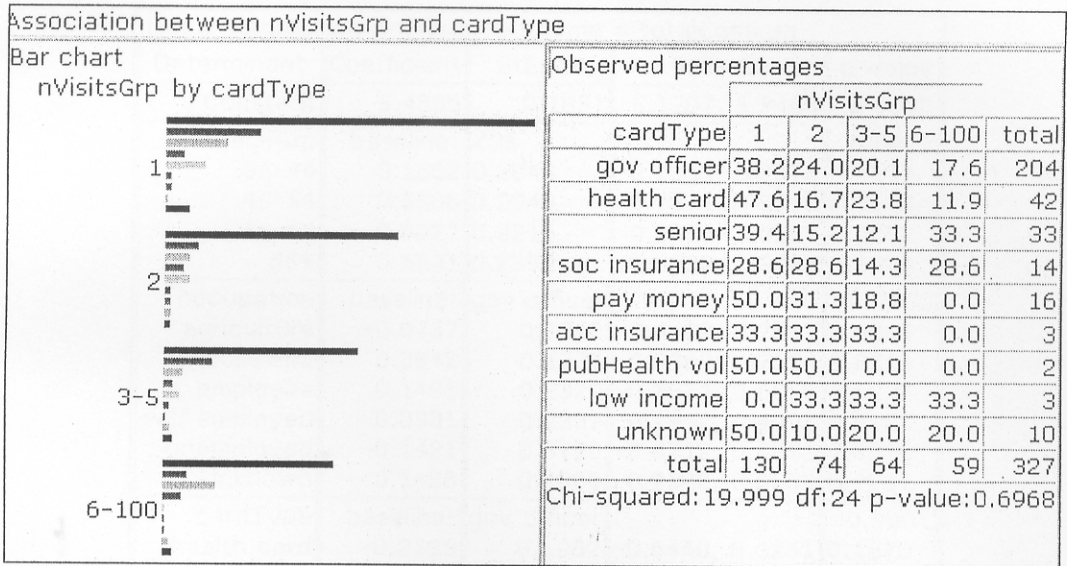 Association between nVisitsGrp and cardType
Bar chart
nVisitsGrp by cardType
1
2
3-5
6-100
Observed percentages
nVisitsGrp
cardType 1 2 3-5 6-100 total
gov officer 38.2 24.0 20.1 17.6 204
health card 47.6 16.7 23.8 11.9 42
senior 39.4 15.2 12.1 33.3 33
soc insurance 28.6 28.6 14.3 28.6 14
pay money 50.0 31.3 18.8 0.0 16
acc insurance 33.3 33.3 33.3 0.0 3
pubHealth vol 50.0 50.0 0.0 0.0 2
low income 0.0 33.3 33.3 33.3 3
unknown 50.0 10.0 20.0 20.0 10
total 130 74 64 59 327
Chi-squared: 19.999 df: 24 p-value: 0.6968